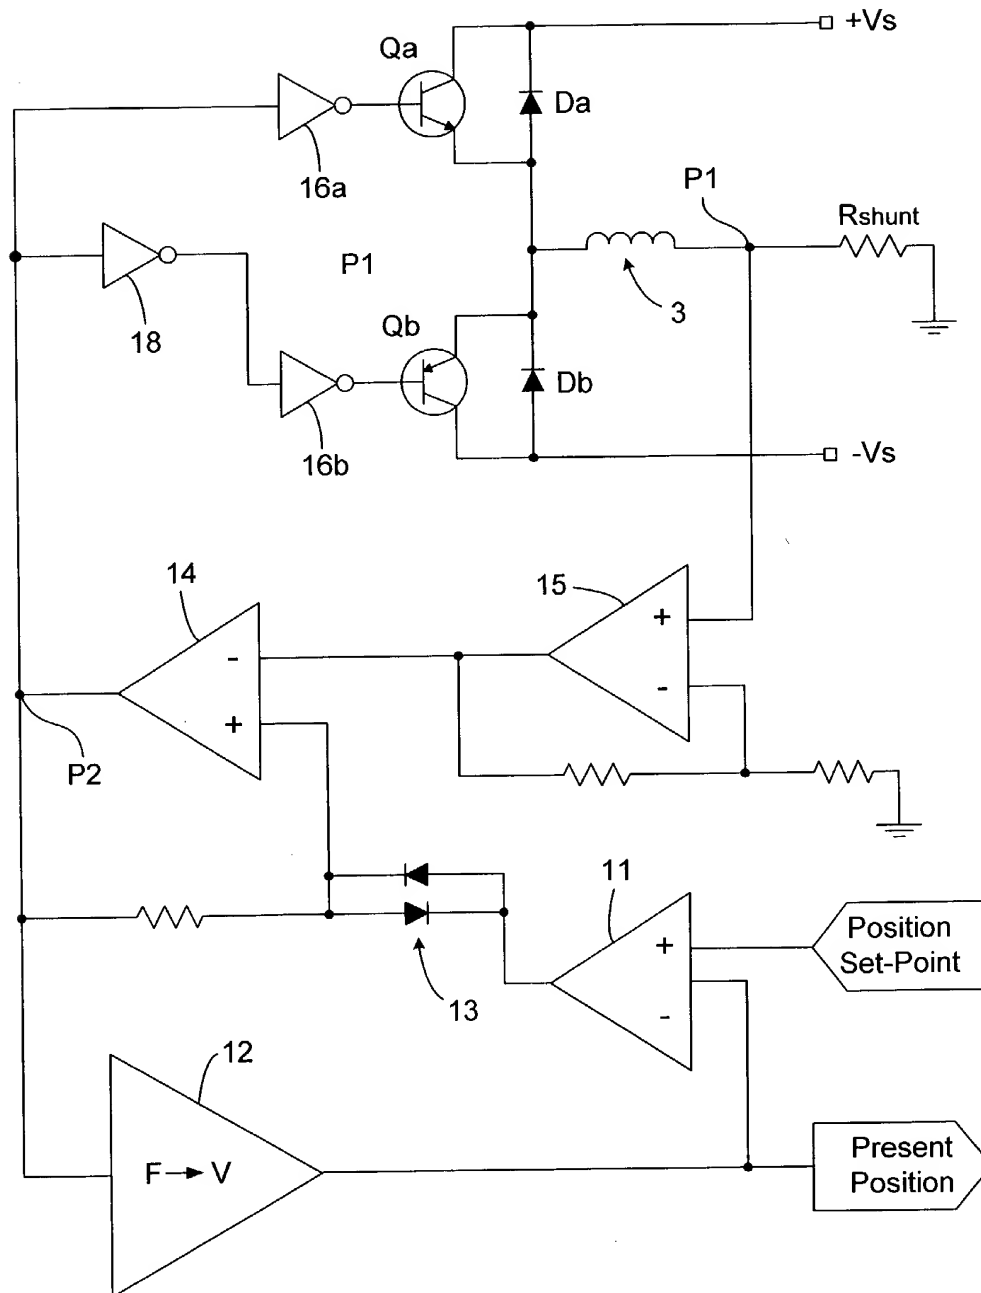 +Vs
Qa
Da
16a
P1
Rshunt
P1
18
3
Qb
Db
16b
-Vs
14
15
+
-
-
+
P2
11
Position
Set-Point
+
-
13
12
F → V
Present
Position